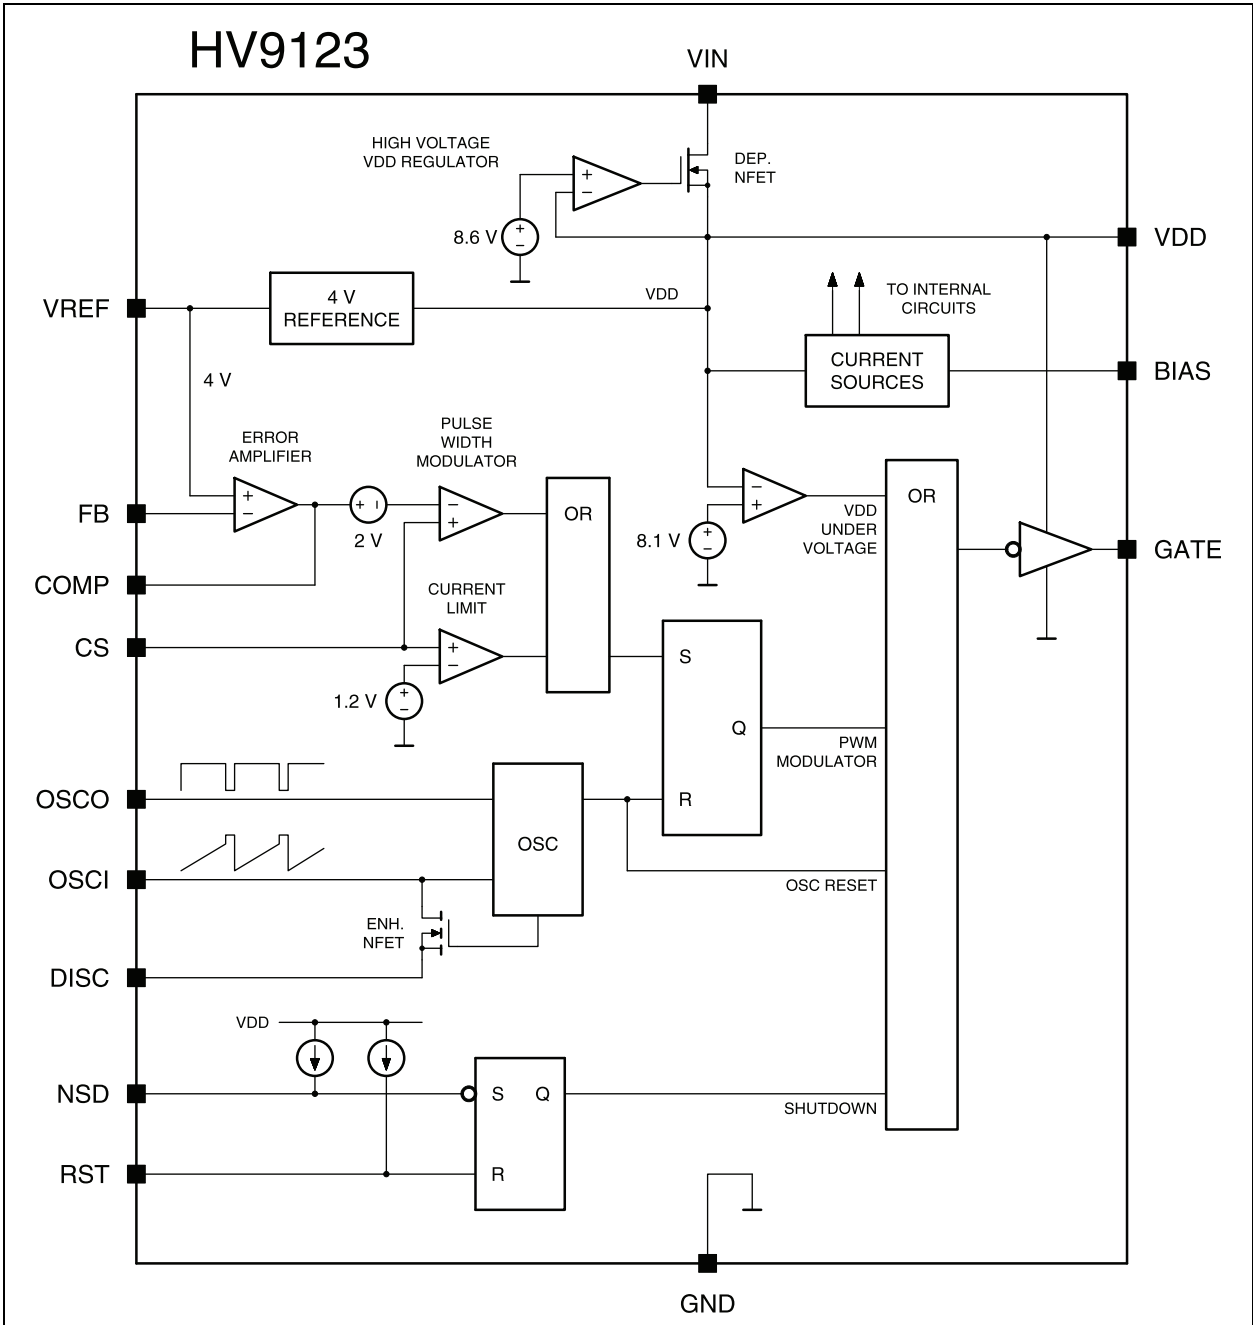 HV9123
VIN
HIGH VOLTAGE
VDD REGULATOR
DEP.
NFET
+
−
8.6 V
+
−
VDD
VREF
4 V
REFERENCE
VDD
TO INTERNAL
CIRCUITS
CURRENT
SOURCES
BIAS
4 V
ERROR
AMPLIFIER
PULSE
WIDTH
MODULATOR
+
−
FB
+ −
2 V
−
+
OR
−
+
8.1 V
+
−
VDD
UNDER
VOLTAGE
OR
GATE
COMP
CURRENT
LIMIT
CS
+
−
1.2 V
+
−
S
Q
R
PWM
MODULATOR
OSCO
OSC
OSCI
OSC RESET
ENH.
NFET
DISC
VDD
NSD
S Q
SHUTDOWN
RST
R
GND